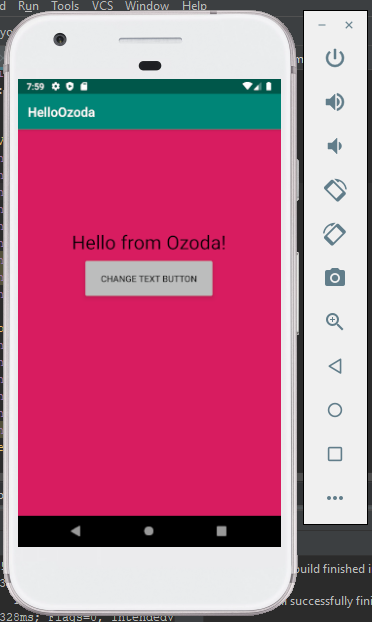 Run Tools VCS Window Help
7:59
HelloOzoda
Hello from Ozoda!
CHANGE TEXT BUTTON
build finished i
successfully fini
328ms; Flags=0, intended